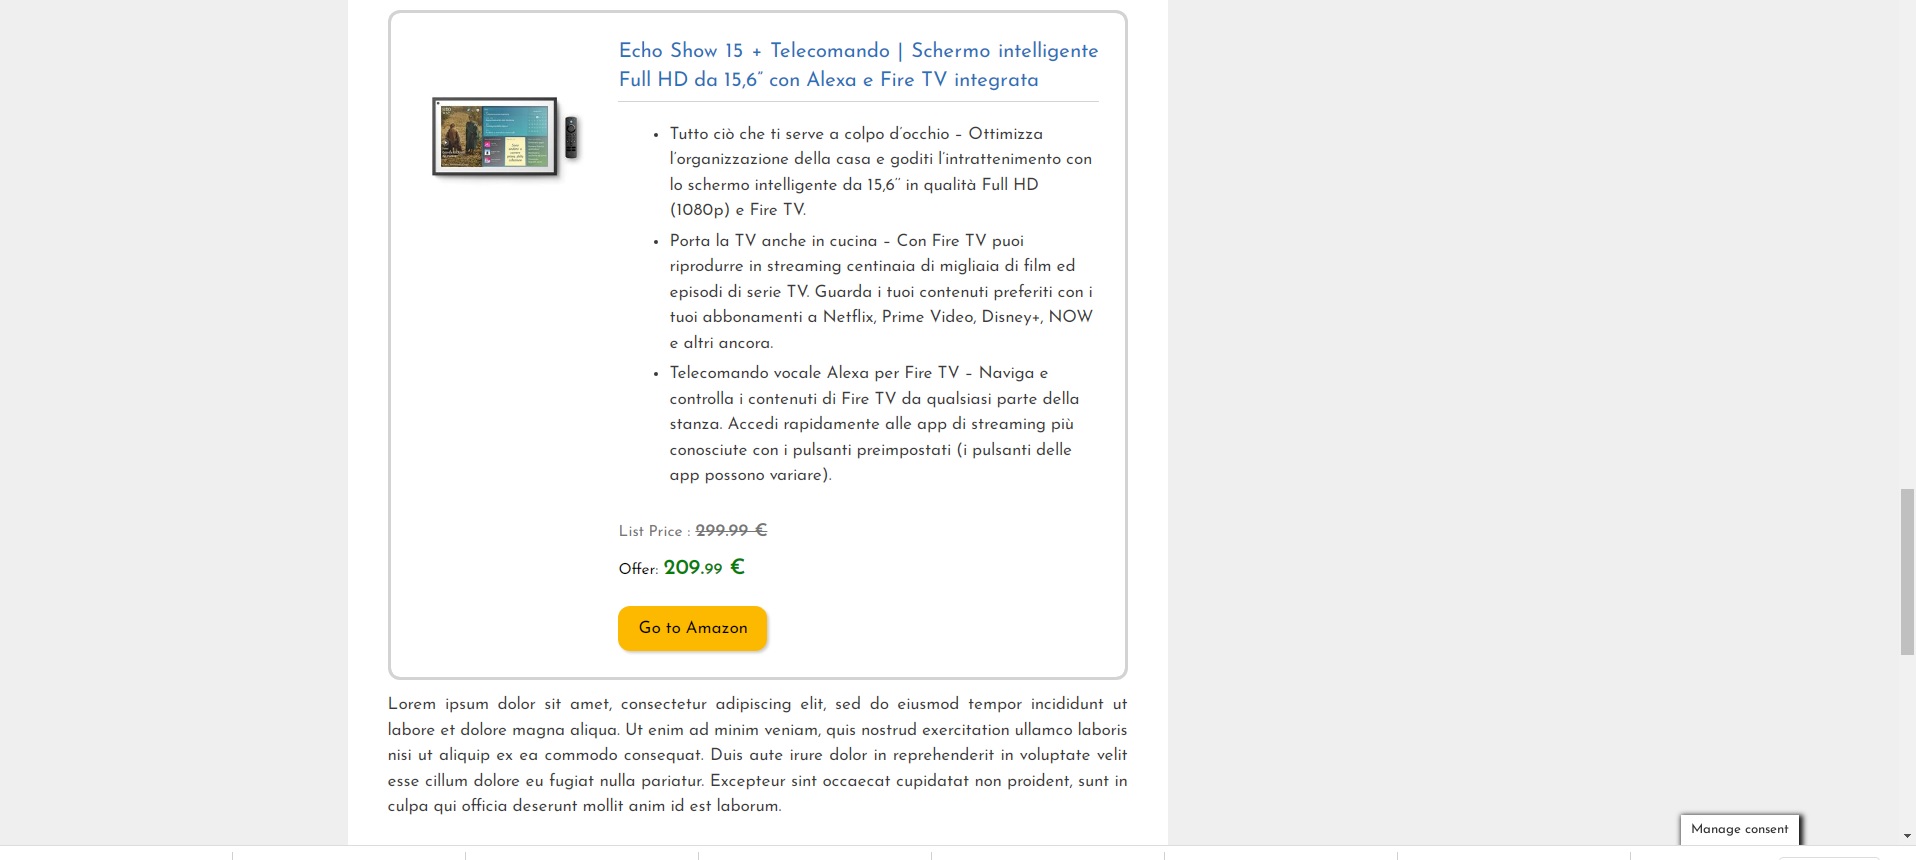 Echo Show 15 + Telecomando | Schermo intelligente
Full HD da 15,6” con Alexa e Fire TV integrata
• Tutto ciò che ti serve a colpo d’occhio – Ottimizza
l’organizzazione della casa e goditi l’intrattenimento con
lo schermo intelligente da 15,6’’ in qualità Full HD
(1080p) e Fire TV.
• Porta la TV anche in cucina – Con Fire TV puoi
riprodurre in streaming centinaia di migliaia di film ed
episodi di serie TV. Guarda i tuoi contenuti preferiti con i
tuoi abbonamenti a Netflix, Prime Video, Disney+, NOW
e altri ancora.
• Telecomando vocale Alexa per Fire TV – Naviga e
controlla i contenuti di Fire TV da qualsiasi parte della
stanza. Accedi rapidamente alle app di streaming più
conosciute con i pulsanti preimpostati (i pulsanti delle
app possono variare).
List Price : 299.99 €
Offer: 209.99 €
Go to Amazon
Lorem ipsum dolor sit amet, consectetur adipiscing elit, sed do eiusmod tempor incididunt ut
labore et dolore magna aliqua. Ut enim ad minim veniam, quis nostrud exercitation ullamco laboris
nisi ut aliquip ex ea commodo consequat. Duis aute irure dolor in reprehenderit in voluptate velit
esse cillum dolore eu fugiat nulla pariatur. Excepteur sint occaecat cupidatat non proident, sunt in
culpa qui officia deserunt mollit anim id est laborum.
Manage consent